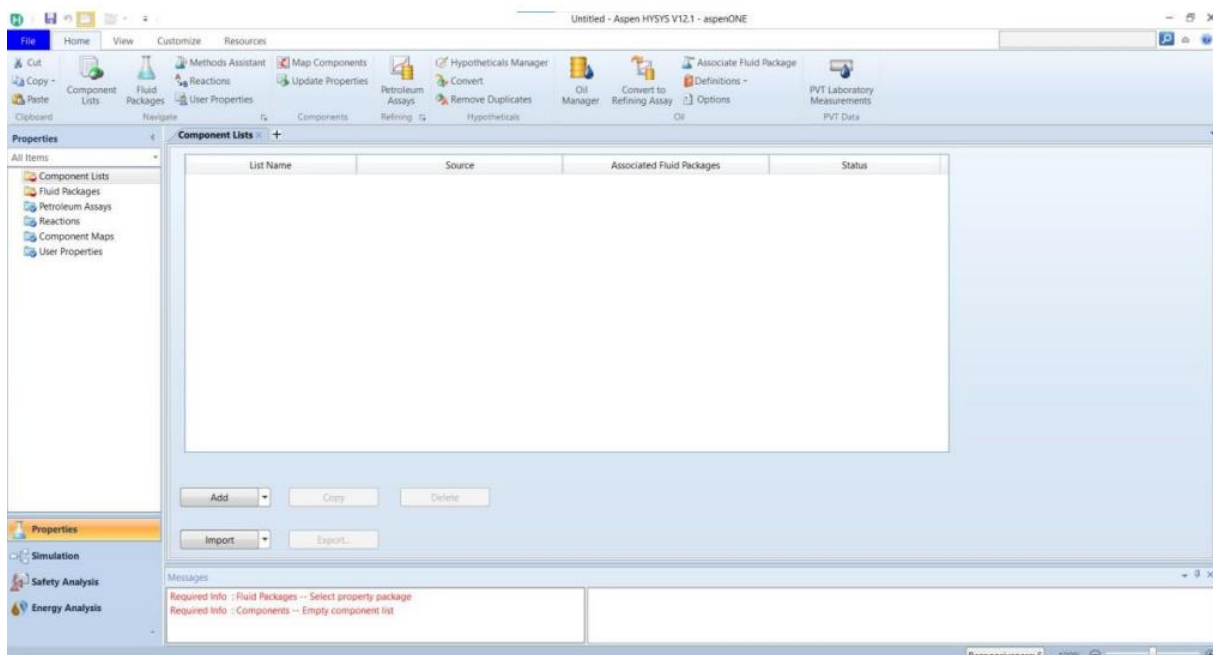 Untitled - Aspen HYSYS V12.1 - aspenONE
File Home View Customize Resources
Cut
Copy
Paste
Clipboard
Component Lists
Fluid Packages
Methods Assistant
Reactions
User Properties
Navigate
Map Components
Update Properties
Components
Petroleum Assays
Refining
Hypotheticals Manager
Convert
Remove Duplicates
Hypotheticals
Oil Manager
Convert to Refining Assay
Associate Fluid Package
Definitions
Options
Oil
PVT Laboratory Measurements
PVT Data
Properties
All Items
Component Lists
Fluid Packages
Petroleum Assays
Reactions
Component Maps
User Properties
Properties
Simulation
Safety Analysis
Energy Analysis
Component Lists
List Name Source Associated Fluid Packages Status
Add Copy Delete
Import Export...
Messages
Required Info : Fluid Packages -- Select property package
Required Info : Components -- Empty component list